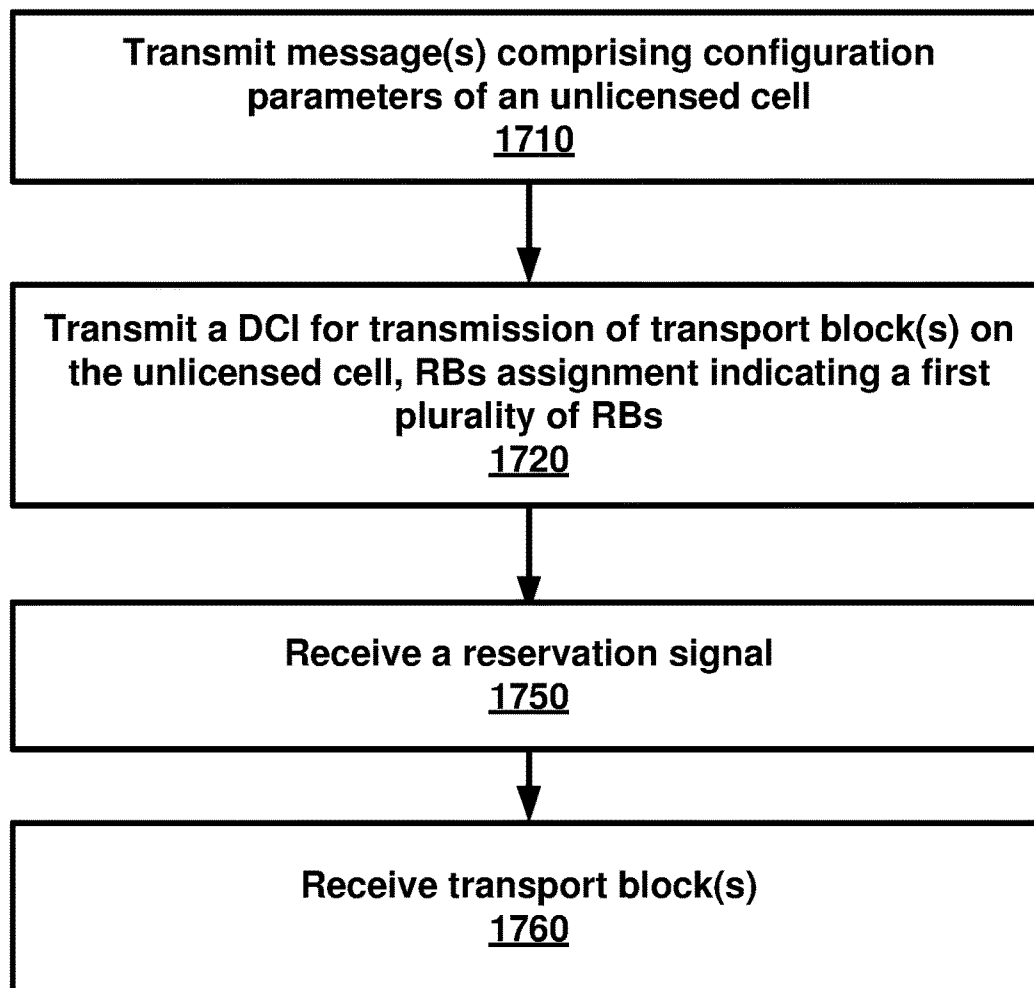 Transmit message(s) comprising configuration
parameters of an unlicensed cell
1710
Transmit a DCI for transmission of transport block(s) on
the unlicensed cell, RBs assignment indicating a first
plurality of RBs
1720
Receive a reservation signal
1750
Receive transport block(s)
1760